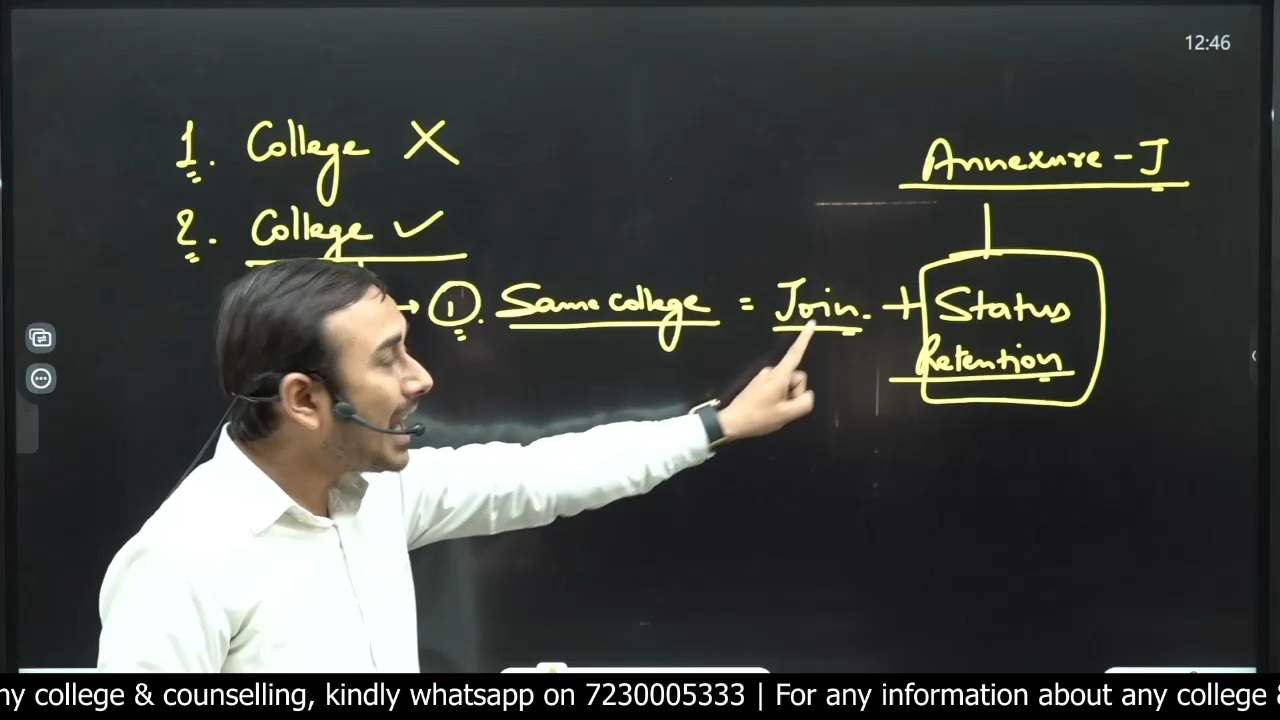 12:46
1. College X
Annexure - J
2. College ✓
→ 1. Same college = Join. + Status
Retention
ny college & counselling, kindly whatsapp on 7230005333 | For any information about any college &